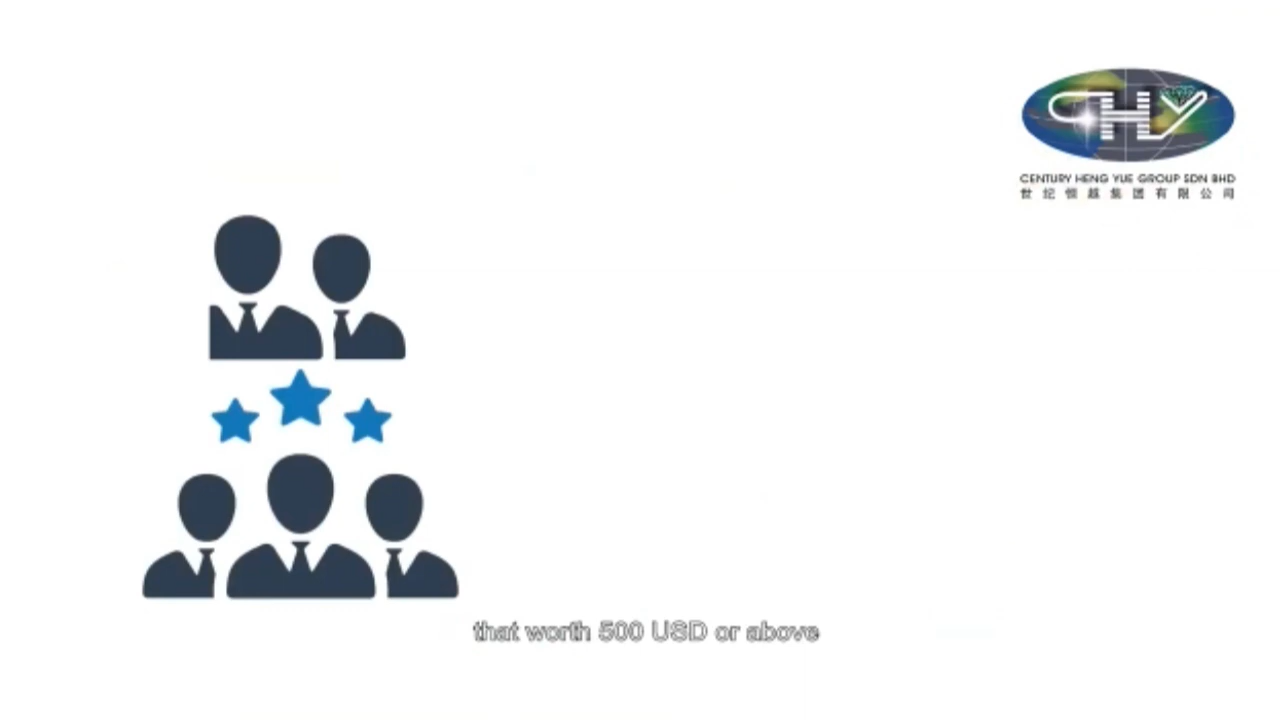 CHY
CENTURY HENG YUE GROUP SDN BHD
世纪恒越集团有限公司
that worth 500 USD or above